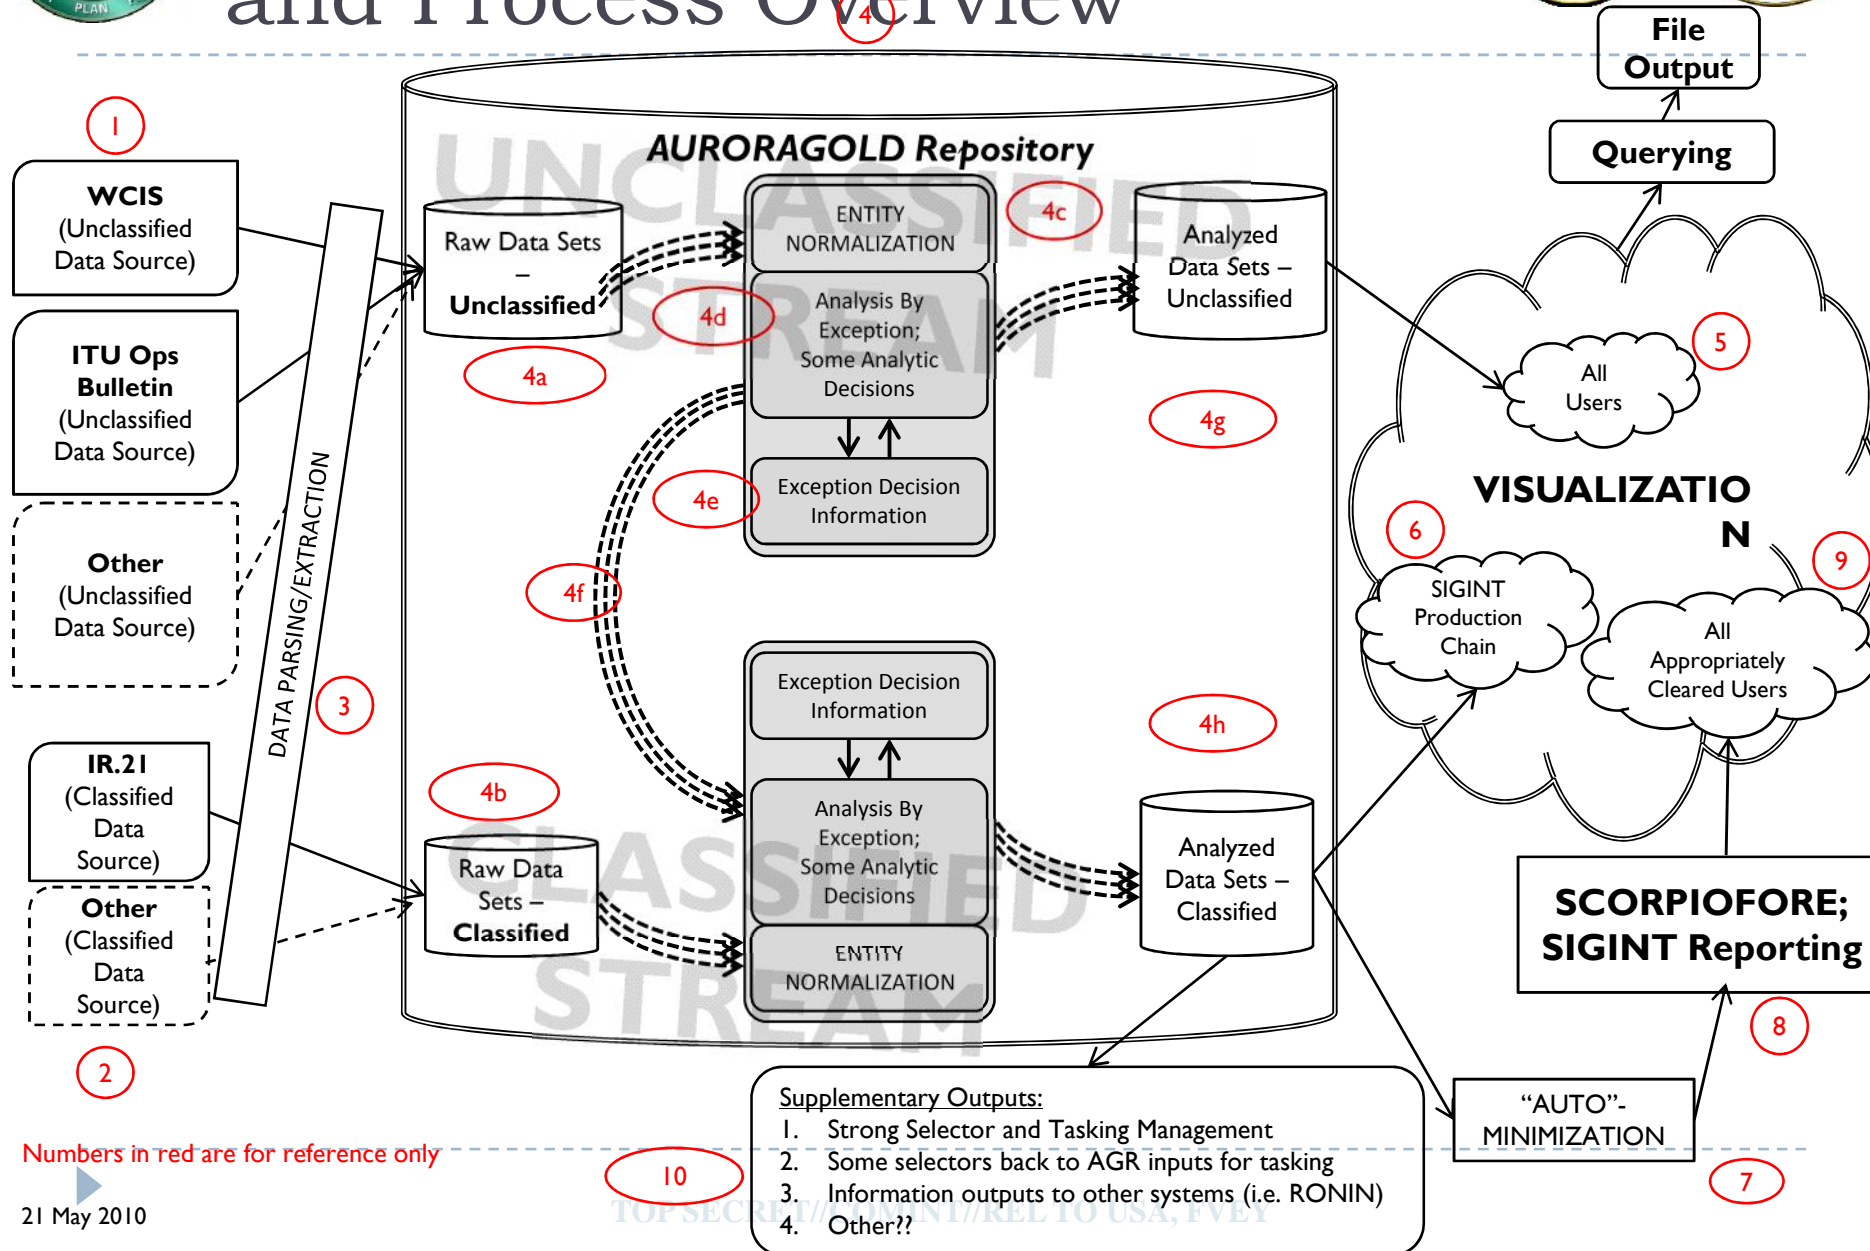 and Process Overview
PLAN
4
File
Output
Querying
1
WCIS
(Unclassified
Data Source)
ITU Ops
Bulletin
(Unclassified
Data Source)
Other
(Unclassified
Data Source)
DATA PARSING/EXTRACTION
3
IR.21
(Classified
Data
Source)
Other
(Classified
Data
Source)
2
AURORAGOLD Repository
UNCLASSIFIED
STREAM
Raw Data Sets
–
Unclassified
4a
ENTITY
NORMALIZATION
4c
Analysis By
Exception;
Some Analytic
Decisions
4d
Exception Decision
Information
4e
4f
Analyzed
Data Sets –
Unclassified
4g
Exception Decision
Information
Analysis By
Exception;
Some Analytic
Decisions
ENTITY
NORMALIZATION
4b
CLASSIFIED
STREAM
Raw Data
Sets –
Classified
4h
Analyzed
Data Sets –
Classified
5
All
Users
VISUALIZATIO
N
6
SIGINT
Production
Chain
9
All
Appropriately
Cleared Users
SCORPIOFORE;
SIGINT Reporting
8
“AUTO”-
MINIMIZATION
7
Supplementary Outputs:
1. Strong Selector and Tasking Management
2. Some selectors back to AGR inputs for tasking
3. Information outputs to other systems (i.e. RONIN)
4. Other??
10
Numbers in red are for reference only
21 May 2010
TOP SECRET//COMINT//REL TO USA, FVEY